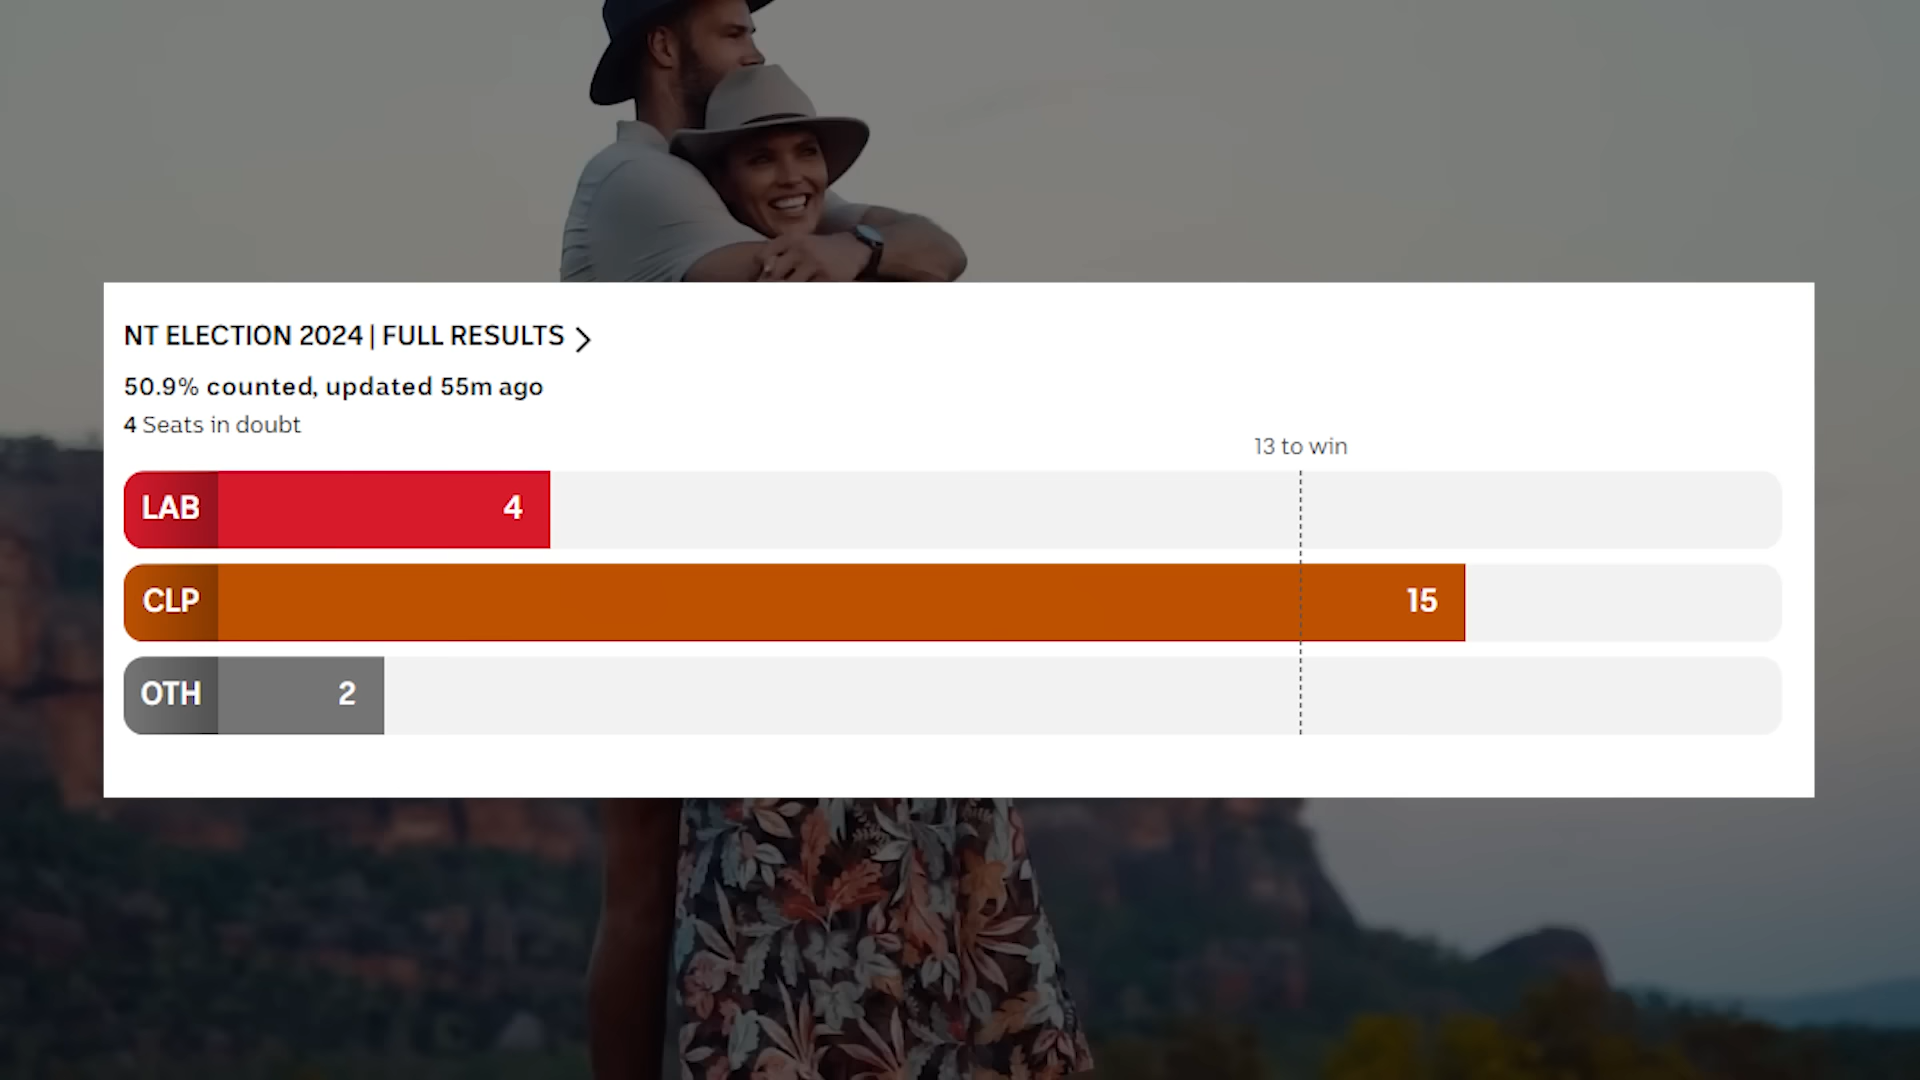 NT ELECTION 2024 | FULL RESULTS
50.9% counted, updated 55m ago
4 Seats in doubt
13 to win
LAB 4
CLP 15
OTH 2